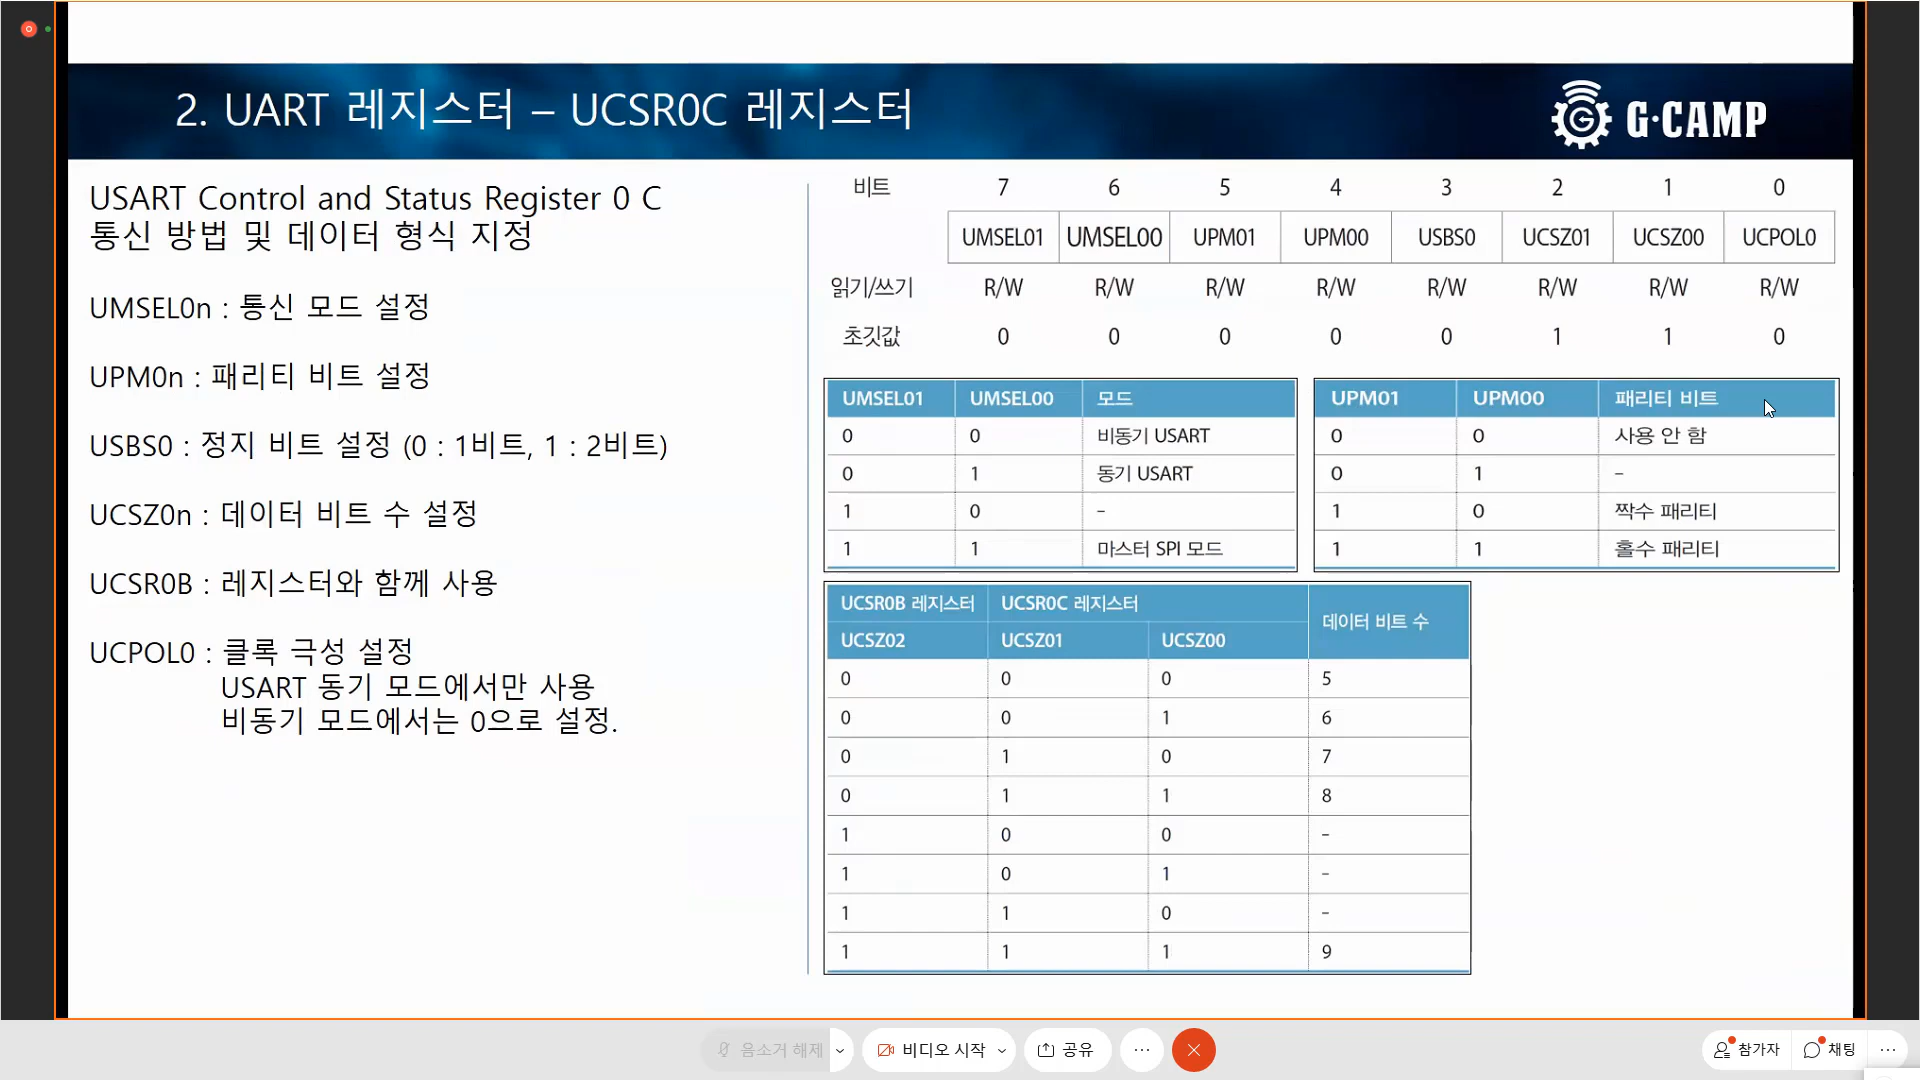 2. UART 레지스터 – UCSR0C 레지스터
G·CAMP
USART Control and Status Register 0 C
통신 방법 및 데이터 형식 지정
UMSEL0n : 통신 모드 설정
UPM0n : 패리티 비트 설정
USBS0 : 정지 비트 설정 (0 : 1비트, 1 : 2비트)
UCSZ0n : 데이터 비트 수 설정
UCSR0B : 레지스터와 함께 사용
UCPOL0 : 클록 극성 설정
USART 동기 모드에서만 사용
비동기 모드에서는 0으로 설정.
비트 7 6 5 4 3 2 1 0
UMSEL01 UMSEL00 UPM01 UPM00 USBS0 UCSZ01 UCSZ00 UCPOL0
읽기/쓰기 R/W R/W R/W R/W R/W R/W R/W R/W
초깃값 0 0 0 0 0 1 1 0
UMSEL01 UMSEL00 모드
0 0 비동기 USART
0 1 동기 USART
1 0 –
1 1 마스터 SPI 모드
UPM01 UPM00 패리티 비트
0 0 사용 안 함
0 1 –
1 0 짝수 패리티
1 1 홀수 패리티
UCSR0B 레지스터 UCSR0C 레지스터 데이터 비트 수
UCSZ02 UCSZ01 UCSZ00
0 0 0 5
0 0 1 6
0 1 0 7
0 1 1 8
1 0 0 –
1 0 1 –
1 1 0 –
1 1 1 9
음소거 해제 비디오 시작 공유 참가자 채팅